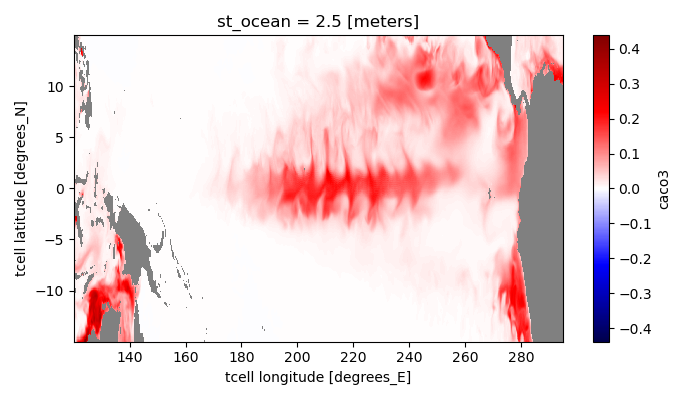 st_ocean = 2.5 [meters]
10
5
0
−5
−10
tcell latitude [degrees_N]
140 160 180 200 220 240 260 280
tcell longitude [degrees_E]
0.4
0.3
0.2
0.1
0.0
−0.1
−0.2
−0.3
−0.4
caco3